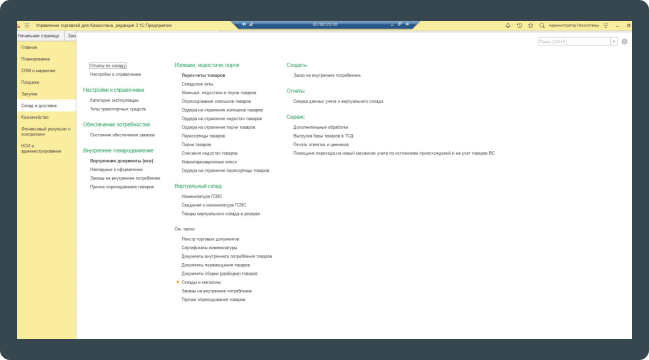 Управление торговлей для Казахстана, редакция 3 1С:Предприятие
Администратор
Начальная страница
Поиск (Ctrl+F)
Главное
Планирование
CRM и маркетинг
Продажи
Закупки
Склад и доставка
Казначейство
Финансовый результат и
контроллинг
НСИ и
администрирование
Отчеты по складу
Настройки и справочники
Настройки и справочники
Категории эксплуатации
Типы транспортных средств
Обеспечение потребностей
Состояние обеспечения заказов
Внутреннее товародвижение
Внутренние документы (все)
Накладные к оформлению
Заказы на внутреннее потребление
Прочее оприходование товаров
Излишки, недостачи, порчи
Пересчеты товаров
Складские акты
Излишки, недостачи и порчи товаров
Оприходования излишков товаров
Ордера на отражение излишков товаров
Ордера на отражение недостач товаров
Ордера на отражение порчи товаров
Пересортицы товаров
Порчи товаров
Списания недостач товаров
Инвентаризационные описи
Ордера на отражение пересортицы товаров
Виртуальный склад
Номенклатура ГСВС
Сведения о номенклатуре ГСВС
Товары виртуального склада в резерве
См. также
Реестр торговых документов
Сертификаты номенклатуры
Документы внутреннего потребления товаров
Документы перемещения товаров
Документы сборки (разборки) товаров
Склады и магазины
Заказы на внутреннее потребление
Прочее оприходование товаров
Создать
Заказ на внутреннее потребление
Отчеты
Сверка данных учета и виртуального склада
Сервис
Дополнительные обработки
Выгрузка базы товаров в ТСД
Печать этикеток и ценников
Помощник перехода на новый механизм учета по источникам происхождений и на учет товаров ВС